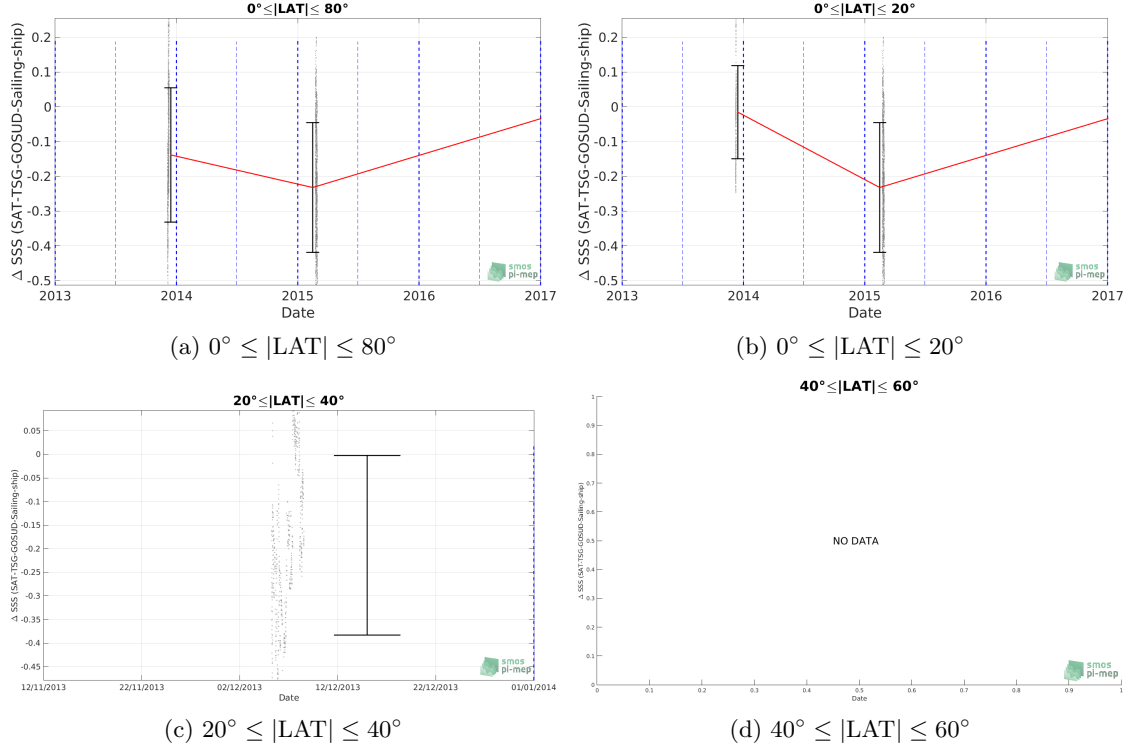 0°≤|LAT|≤ 80°
Δ SSS (SAT-TSG-GOSUD-Sailing-ship)
0.2
0.1
0
-0.1
-0.2
-0.3
-0.4
-0.5
2013 2014 2015 2016 2017
Date
smos
pi-mep
(a) 0° ≤ |LAT| ≤ 80°
0°≤|LAT|≤ 20°
Δ SSS (SAT-TSG-GOSUD-Sailing-ship)
0.2
0.1
0
-0.1
-0.2
-0.3
-0.4
-0.5
2013 2014 2015 2016 2017
Date
smos
pi-mep
(b) 0° ≤ |LAT| ≤ 20°
20°≤|LAT|≤ 40°
Δ SSS (SAT-TSG-GOSUD-Sailing-ship)
0.05
0
-0.05
-0.1
-0.15
-0.2
-0.25
-0.3
-0.35
-0.4
-0.45
12/11/2013 22/11/2013 02/12/2013 12/12/2013 22/12/2013 01/01/2014
Date
smos
pi-mep
(c) 20° ≤ |LAT| ≤ 40°
40°≤|LAT|≤ 60°
Δ SSS (SAT-TSG-GOSUD-Sailing-ship)
1
0.9
0.8
0.7
0.6
0.5
0.4
0.3
0.2
0.1
0
NO DATA
0 0.1 0.2 0.3 0.4 0.5 0.6 0.7 0.8 0.9 1
Date
smos
pi-mep
(d) 40° ≤ |LAT| ≤ 60°